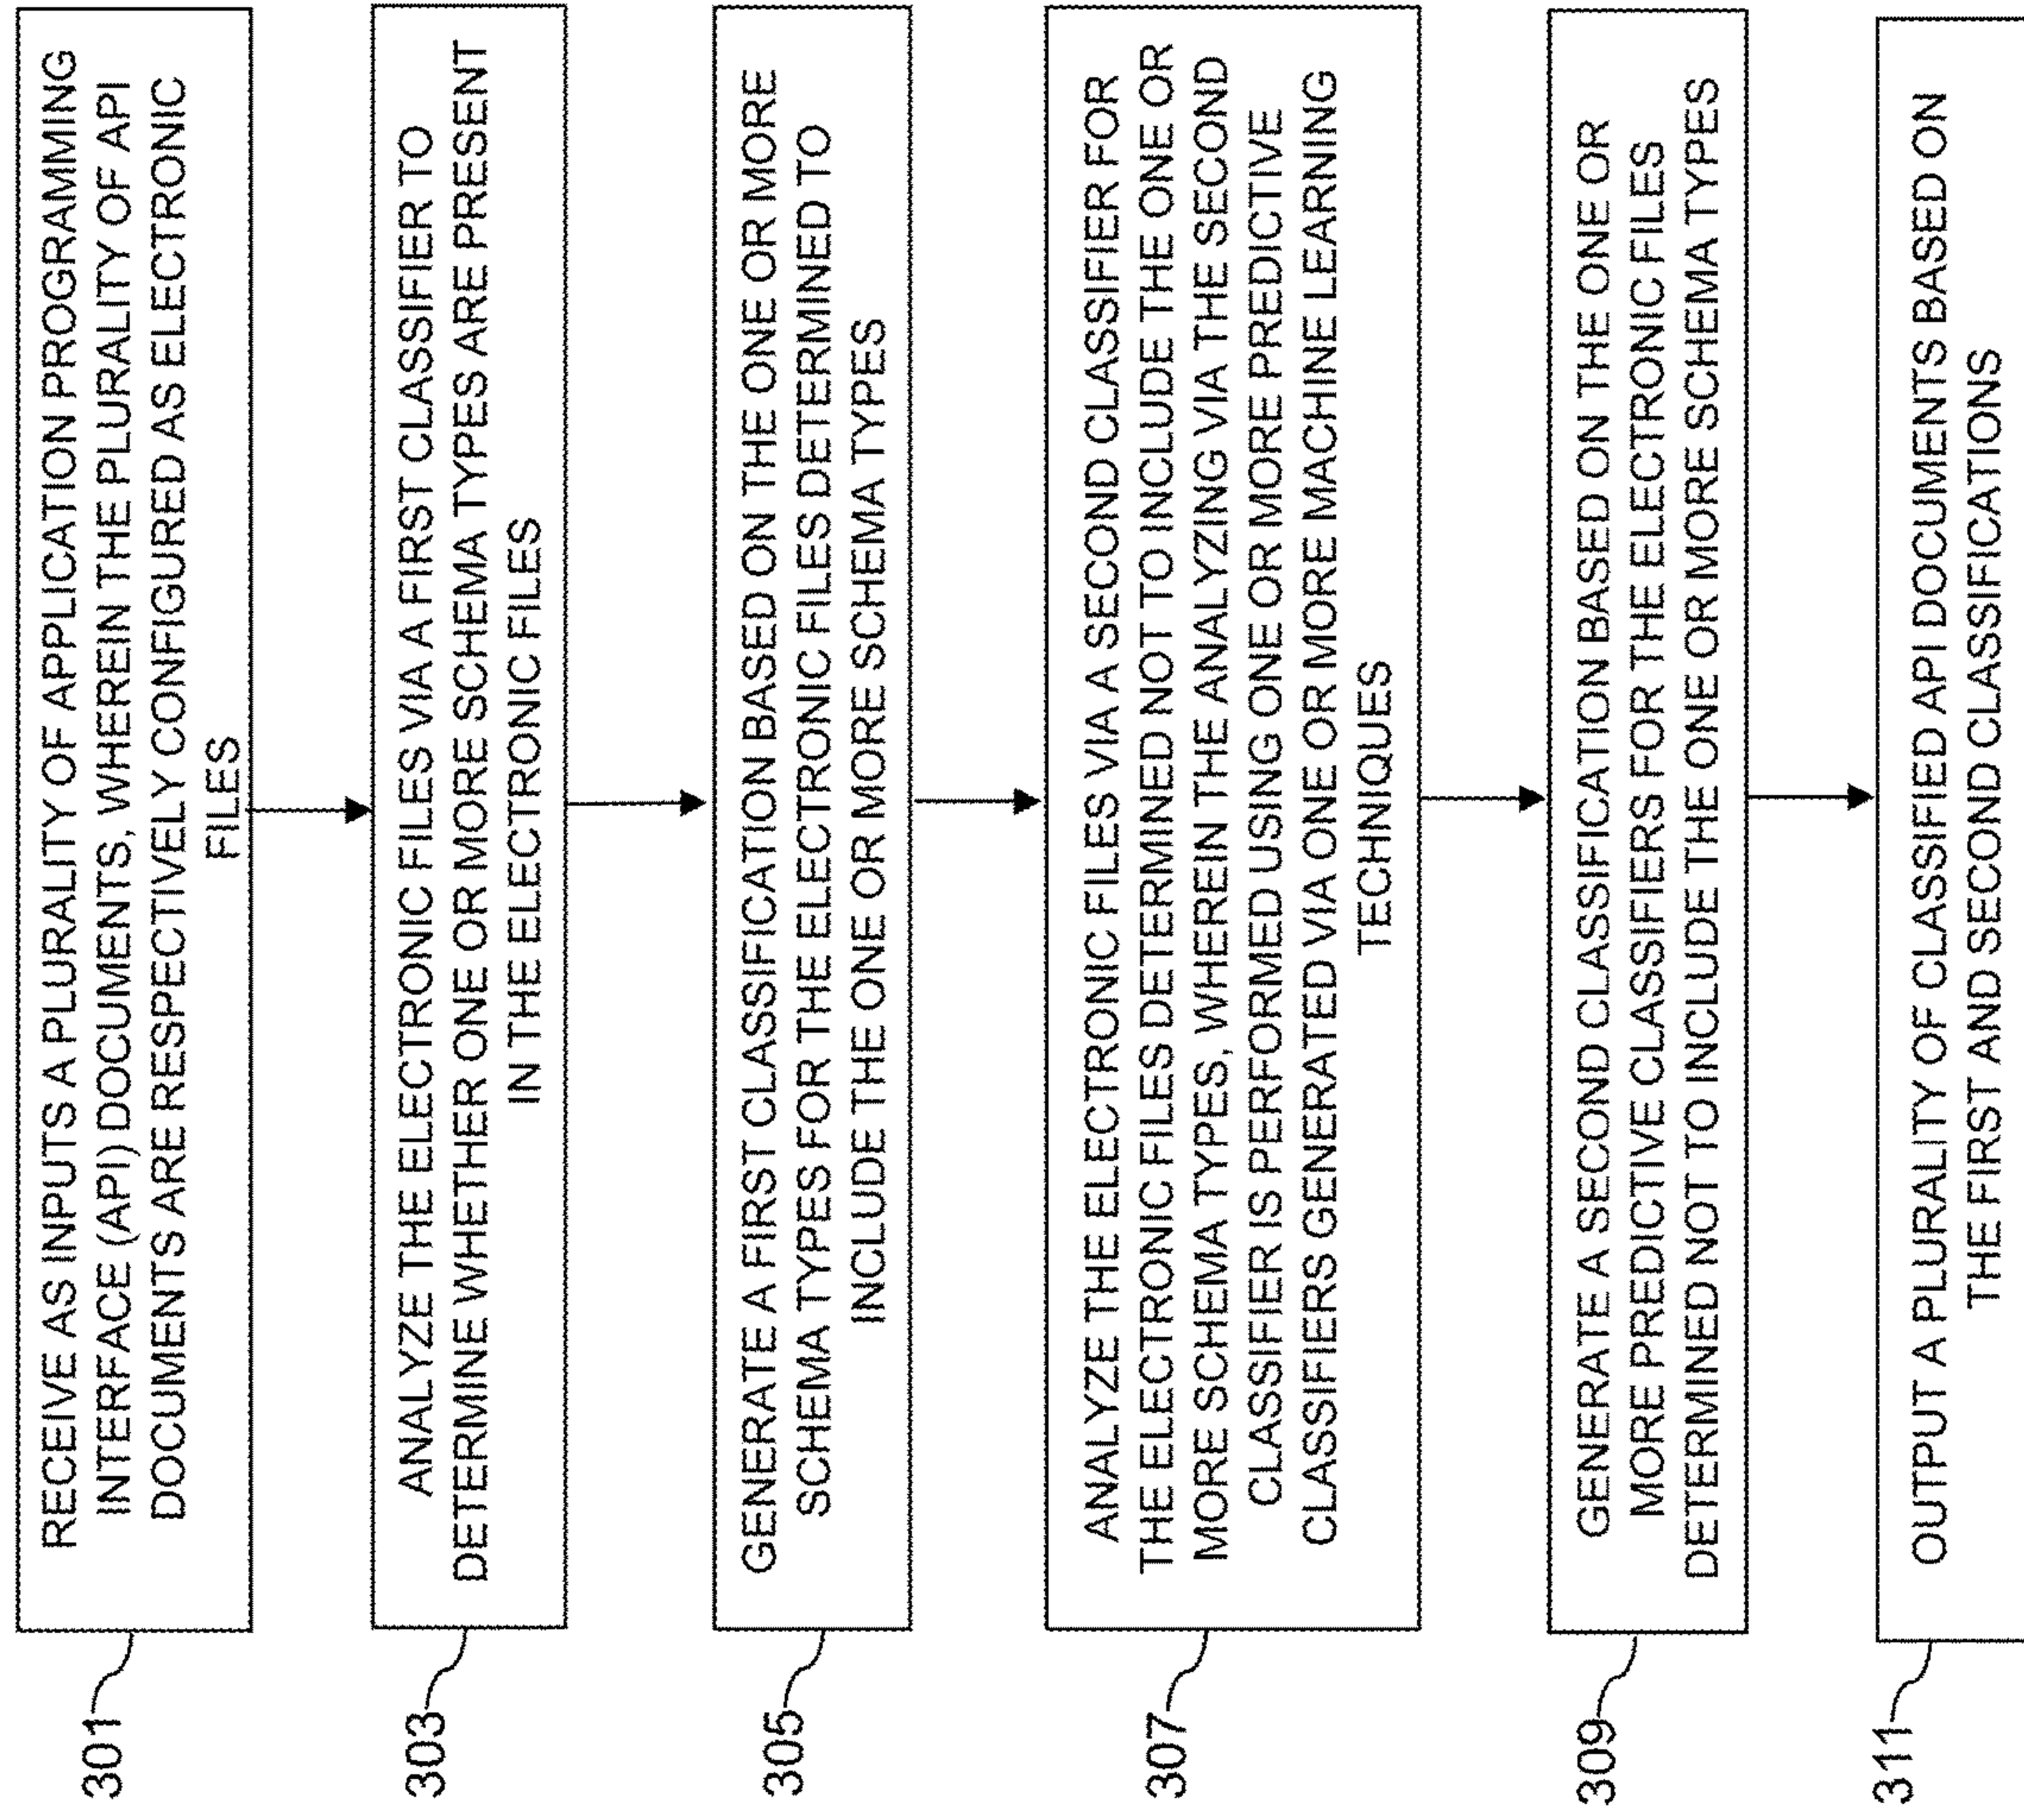 301
RECEIVE AS INPUTS A PLURALITY OF APPLICATION PROGRAMMING
INTERFACE (API) DOCUMENTS, WHEREIN THE PLURALITY OF API
DOCUMENTS ARE RESPECTIVELY CONFIGURED AS ELECTRONIC
FILES
303
ANALYZE THE ELECTRONIC FILES VIA A FIRST CLASSIFIER TO
DETERMINE WHETHER ONE OR MORE SCHEMA TYPES ARE PRESENT
IN THE ELECTRONIC FILES
305
GENERATE A FIRST CLASSIFICATION BASED ON THE ONE OR MORE
SCHEMA TYPES FOR THE ELECTRONIC FILES DETERMINED TO
INCLUDE THE ONE OR MORE SCHEMA TYPES
307
ANALYZE THE ELECTRONIC FILES VIA A SECOND CLASSIFIER FOR
THE ELECTRONIC FILES DETERMINED NOT TO INCLUDE THE ONE OR
MORE SCHEMA TYPES, WHEREIN THE ANALYZING VIA THE SECOND
CLASSIFIER IS PERFORMED USING ONE OR MORE PREDICTIVE
CLASSIFIERS GENERATED VIA ONE OR MORE MACHINE LEARNING
TECHNIQUES
309
GENERATE A SECOND CLASSIFICATION BASED ON THE ONE OR
MORE PREDICTIVE CLASSIFIERS FOR THE ELECTRONIC FILES
DETERMINED NOT TO INCLUDE THE ONE OR MORE SCHEMA TYPES
311
OUTPUT A PLURALITY OF CLASSIFIED API DOCUMENTS BASED ON
THE FIRST AND SECOND CLASSIFICATIONS